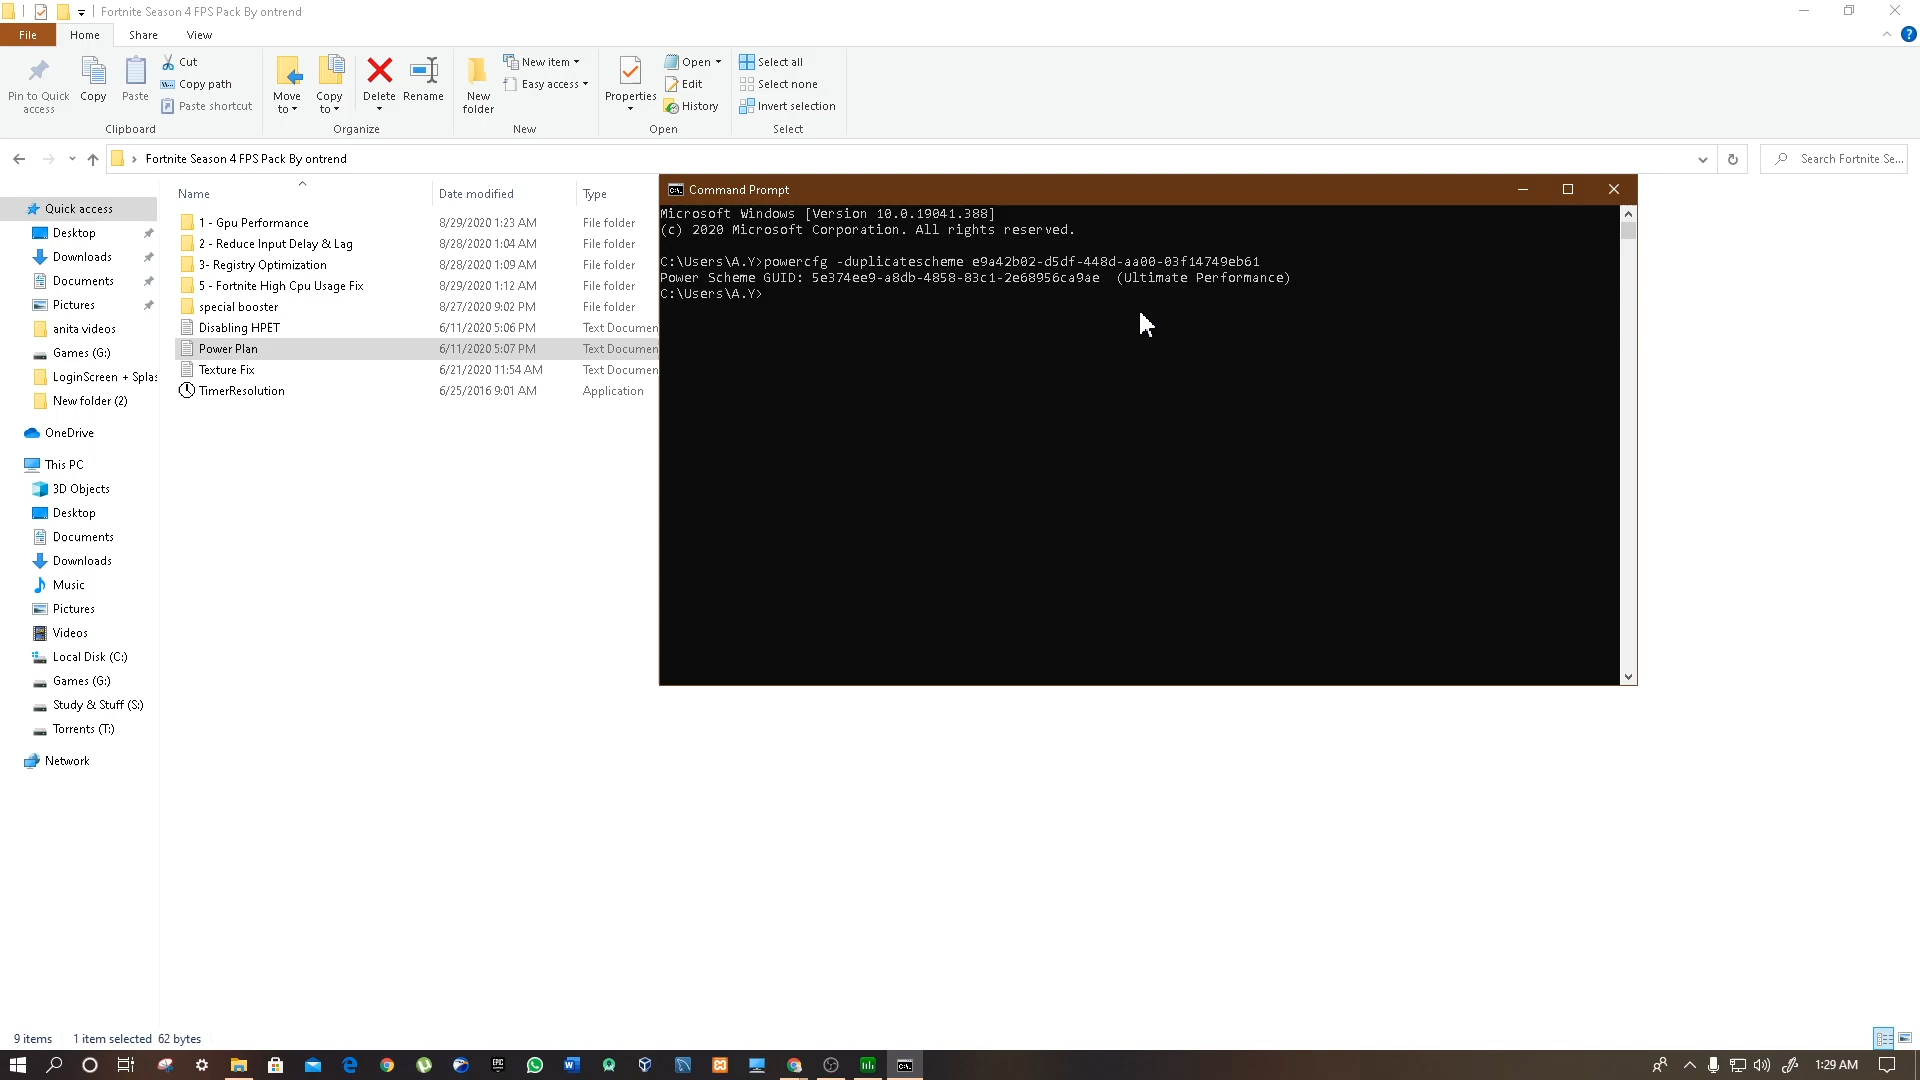 Fortnite Season 4 FPS Pack By ontrend
File Home Share View
Pin to Quick access
Copy
Paste
Cut
Copy path
Paste shortcut
Clipboard
Move to
Copy to
Delete
Rename
Organize
New folder
New item
Easy access
New
Properties
Open
Edit
History
Open
Select all
Select none
Invert selection
Select
Fortnite Season 4 FPS Pack By ontrend
Search Fortnite Se...
Quick access
Desktop
Downloads
Documents
Pictures
anita videos
Games (G:)
LoginScreen + Splas
New folder (2)
OneDrive
This PC
3D Objects
Desktop
Documents
Downloads
Music
Pictures
Videos
Local Disk (C:)
Games (G:)
Study & Stuff (S:)
Torrents (T:)
Network
Name Date modified Type
1 - Gpu Performance 8/29/2020 1:23 AM File folder
2 - Reduce Input Delay & Lag 8/28/2020 1:04 AM File folder
3- Registry Optimization 8/28/2020 1:09 AM File folder
5 - Fortnite High Cpu Usage Fix 8/29/2020 1:12 AM File folder
special booster 8/27/2020 9:02 PM File folder
Disabling HPET 6/11/2020 5:06 PM Text Documen
Power Plan 6/11/2020 5:07 PM Text Documen
Texture Fix 6/21/2020 11:54 AM Text Documen
TimerResolution 6/25/2016 9:01 AM Application
Command Prompt
Microsoft Windows [Version 10.0.19041.388]
(c) 2020 Microsoft Corporation. All rights reserved.
C:\Users\A.Y>powercfg -duplicatescheme e9a42b02-d5df-448d-aa00-03f14749eb61
Power Scheme GUID: 5e374ee9-a8db-4858-83c1-2e68956ca9ae (Ultimate Performance)
C:\Users\A.Y>
9 items 1 item selected 62 bytes
1:29 AM